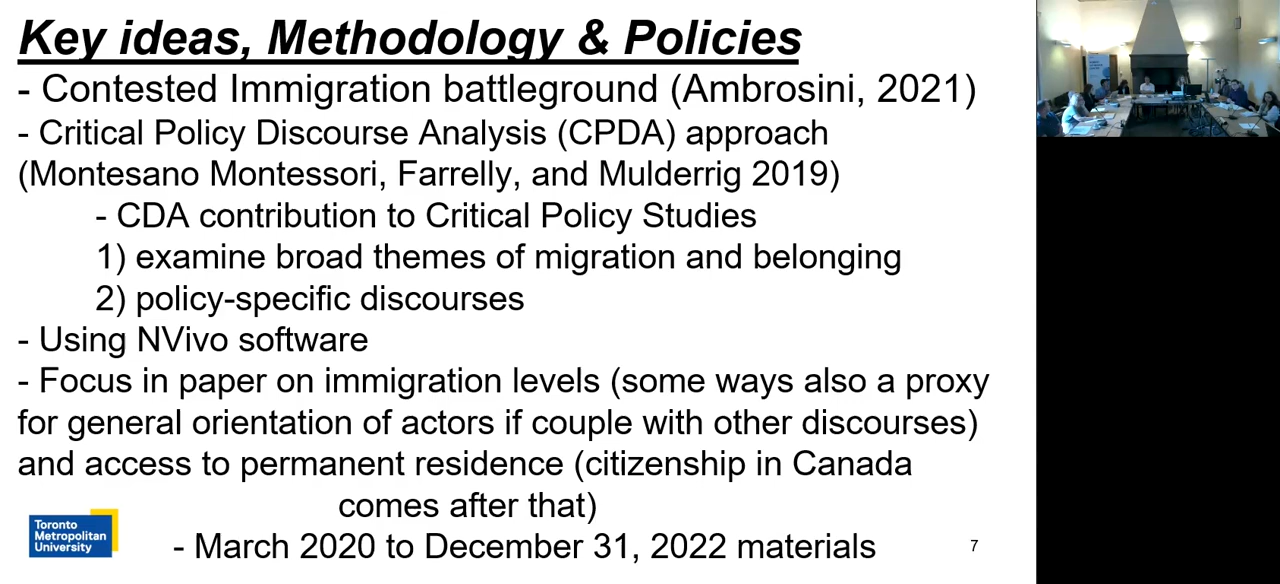 Key ideas, Methodology & Policies
- Contested Immigration battleground (Ambrosini, 2021)
- Critical Policy Discourse Analysis (CPDA) approach
(Montesano Montessori, Farrelly, and Mulderrig 2019)
- CDA contribution to Critical Policy Studies
1) examine broad themes of migration and belonging
2) policy-specific discourses
- Using NVivo software
- Focus in paper on immigration levels (some ways also a proxy
for general orientation of actors if couple with other discourses)
and access to permanent residence (citizenship in Canada
comes after that)
- March 2020 to December 31, 2022 materials
Toronto
Metropolitan
University
7